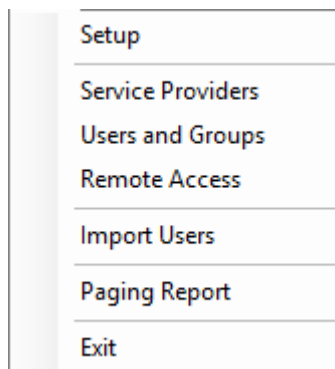 Setup
Service Providers
Users and Groups
Remote Access
Import Users
Paging Report
Exit